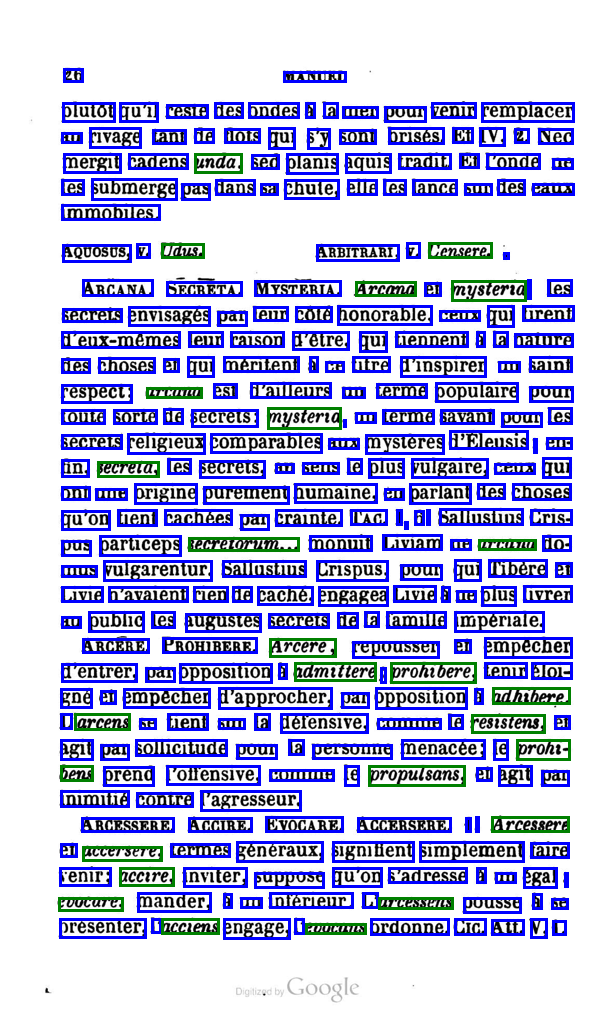 26 MANUEL
plutôt qu'il reste des ondes à la mer pour venir remplacer
au rivage tant de flots qui s'y sont brisés. Et IV. 2. Nec
mergit cadens unda, sed planis aquis tradit. Et l'onde ne
les submerge pas dans sa chute, elle les lance sur des eaux
immobiles.
AQUOSUS, v. Udus. ARBITRARI, v. Censere.
ARCANA. SECRETA. MYSTERIA. Arcana et mysteria les
secrets envisagés par leur côté honorable, ceux qui tirent
d'eux-mêmes leur raison d'être, qui tiennent à la nature
des choses et qui méritent à ce titre d'inspirer un saint
respect; arcana est d'ailleurs un terme populaire pour
toute sorte de secrets; mysteria, un terme savant pour les
secrets religieux comparables aux mystères d'Éleusis; en-
fin, secreta, les secrets, au sens le plus vulgaire, ceux qui
ont une origine purement humaine, en parlant des choses
qu'on tient cachées par crainte. TAC. Sallustius Cris-
pus particeps secretorum... monuit Liviam ne arcana do-
mus vulgarentur, Sallustius Crispus, pour qui Tibère et
Livie n'avaient rien de caché, engagea Livie à ne plus livrer
au public les augustes secrets de la famille impériale.
ARCERE. PROHIBERE. Arcere, repousser et empêcher
d'entrer, par opposition à admittere; prohibere, tenir éloi-
gné et empêcher d'approcher, par opposition à adhibere.
L'arcens se tient sur la défensive, comme le resistens, et
agit par sollicitude pour la personne menacée; le prohi-
bens prend l'offensive, comme le propulsans, et agit par
inimitié contre l'agresseur.
ARCESSERE. ACCIRE. EVOCARE. ACCERSERE. Arcessere
et accersere, termes généraux, signifient simplement faire
venir; accire, inviter, suppose qu'on s'adresse à un égal;
evocare, mander, à un inférieur. L'arcessens pousse à se
présenter, l'acciens engage, l'evocans ordonne. CIC. Att. V. 1.
Digitized by Google